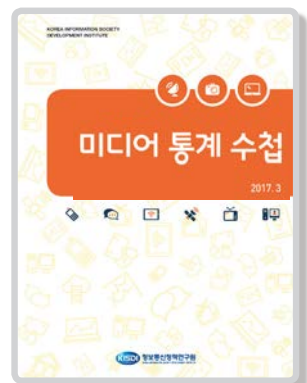 KOREA INFORMATION SOCIETY
DEVELOPMENT INSTITUTE
미디어 통계 수첩
2017. 3
KISDI 정보통신정책연구원